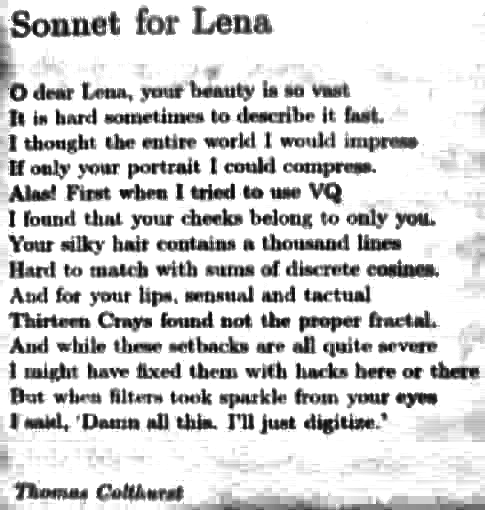 Sonnet for Lena
O dear Lena, your beauty is so vast
It is hard sometimes to describe it fast.
I thought the entire world I would impress
If only your portrait I could compress.
Alas! First when I tried to use VQ
I found that your cheeks belong to only you.
Your silky hair contains a thousand lines
Hard to match with sums of discrete cosines.
And for your lips, sensual and tactual
Thirteen Crays found not the proper fractal.
And while these setbacks are all quite severe
I might have fixed them with hacks here or there
But when filters took sparkle from your eyes
I said, 'Damn all this. I'll just digitize.'
Thomas Colthurst